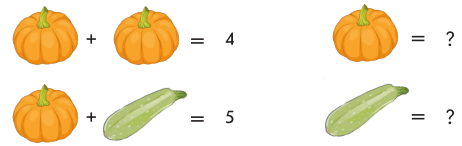 + = 4
= ?
+ = 5
= ?